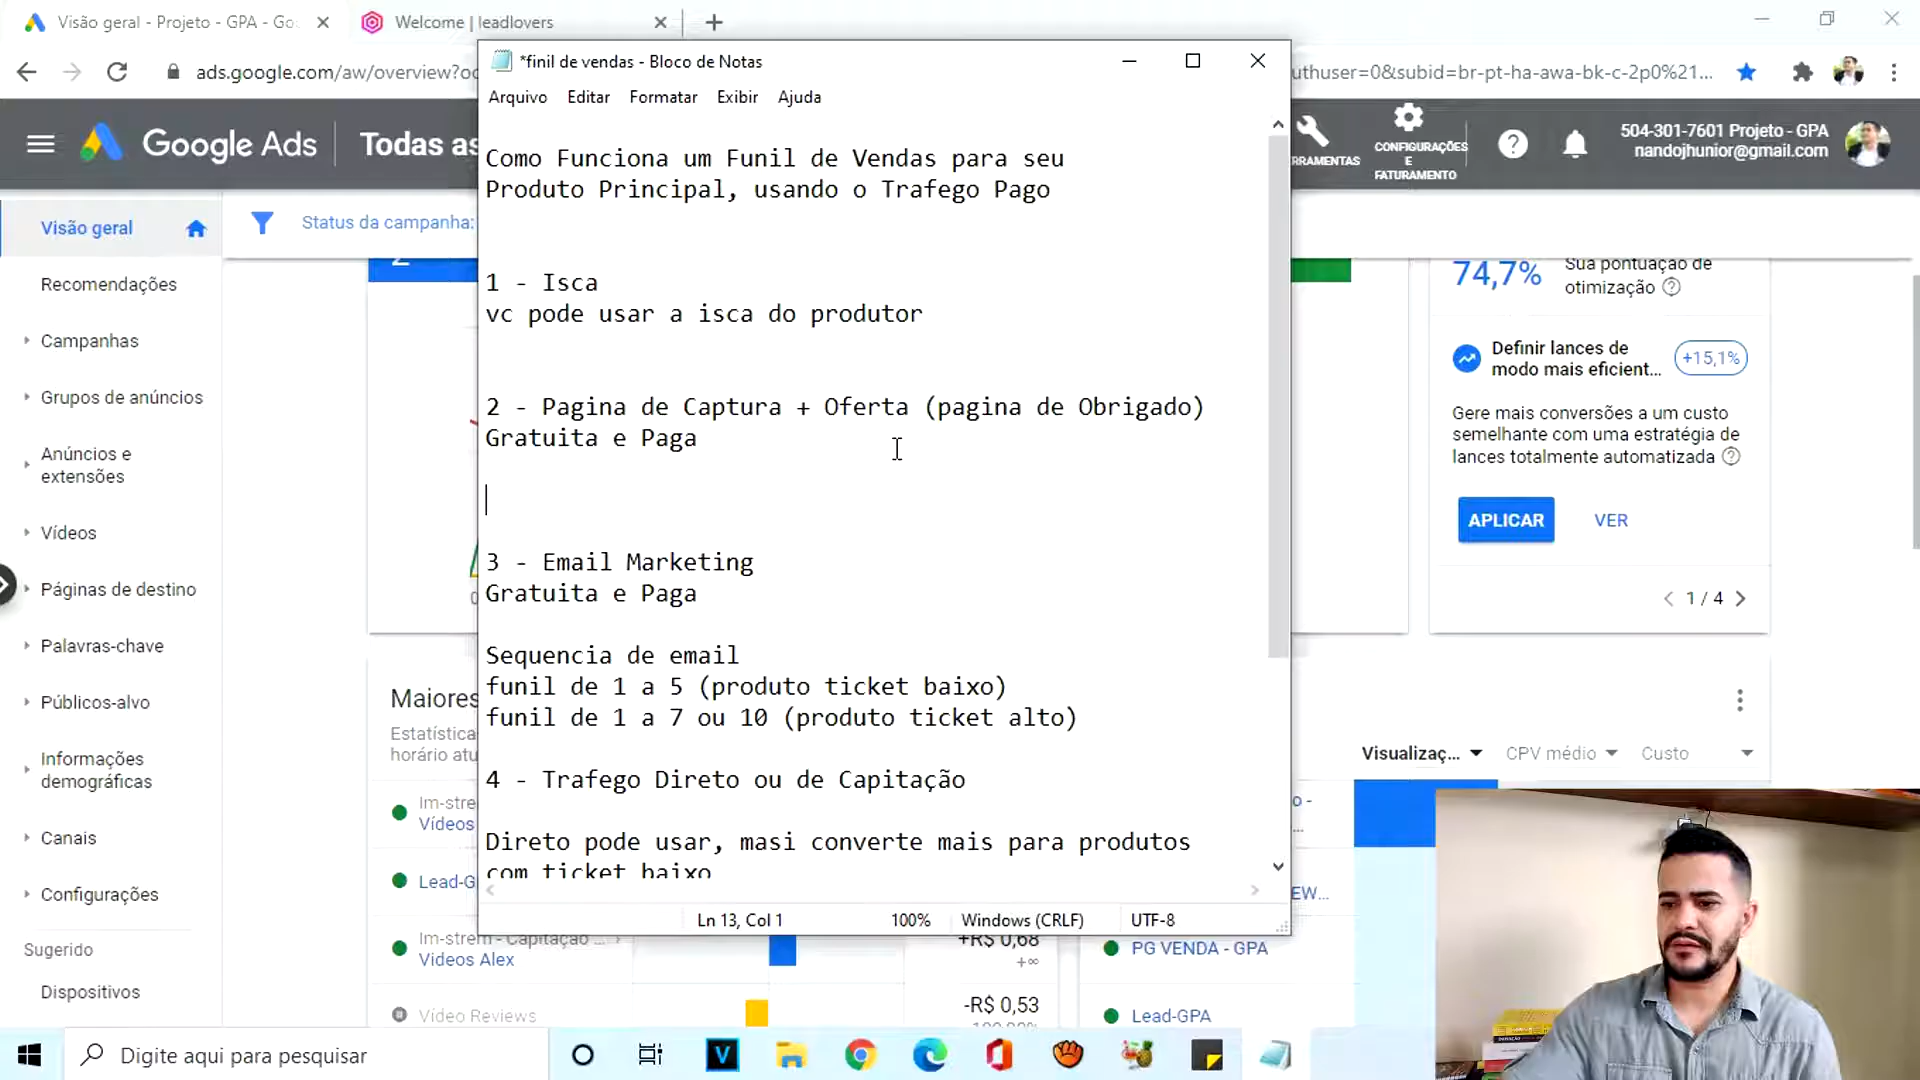 Visão geral - Projeto - GPA - Go
Welcome | leadlovers
*finil de vendas - Bloco de Notas
ads.google.com/aw/overview?oc
uthuser=0&subid=br-pt-ha-awa-bk-c-2p0%21...
Arquivo Editar Formatar Exibir Ajuda
Google Ads
Todas as
RRAMENTAS
CONFIGURAÇÕES
E
FATURAMENTO
504-301-7601 Projeto - GPA
nandojhunior@gmail.com
Como Funciona um Funil de Vendas para seu
Produto Principal, usando o Trafego Pago
1 - Isca
vc pode usar a isca do produtor
2 - Pagina de Captura + Oferta (pagina de Obrigado)
Gratuita e Paga
3 - Email Marketing
Gratuita e Paga
Sequencia de email
funil de 1 a 5 (produto ticket baixo)
funil de 1 a 7 ou 10 (produto ticket alto)
4 - Trafego Direto ou de Capitação
Direto pode usar, masi converte mais para produtos
com ticket baixo
Ln 13, Col 1
100%
Windows (CRLF)
UTF-8
Visão geral
Recomendações
Campanhas
Grupos de anúncios
Anúncios e
extensões
Vídeos
Páginas de destino
Palavras-chave
Públicos-alvo
Informações
demográficas
Canais
Configurações
Sugerido
Dispositivos
Status da campanha:
74,7%
Sua pontuação de
otimização
Definir lances de
modo mais eficient...
+15,1%
Gere mais conversões a um custo
semelhante com uma estratégia de
lances totalmente automatizada
APLICAR
VER
1 / 4
Maiores
Estatística
horário atu
Visualizaç...
CPV médio
Custo
Im-stre
Vídeos
Lead-G
EW...
Im-strem - Capitação ...
Videos Alex
+R$ 0,68
+∞
PG VENDA - GPA
Vídeo Reviews
-R$ 0,53
Lead-GPA
Digite aqui para pesquisar